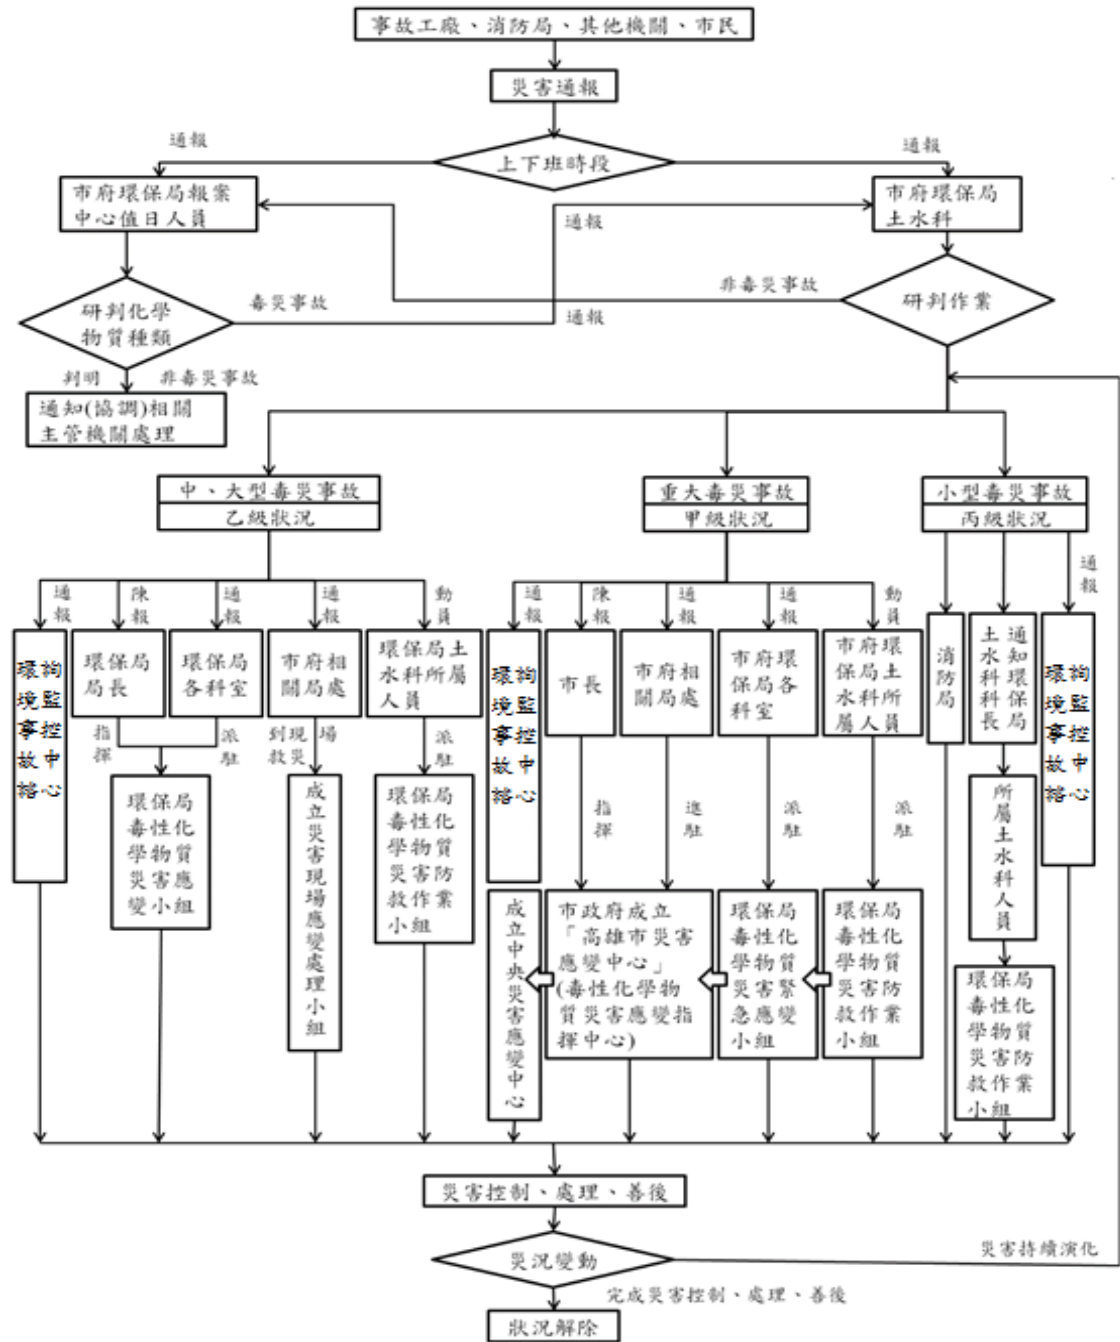 事故工廠、消防局、其他機關、市民
災害通報
上下班時段
通報
通報
市府環保局報案
中心值日人員
市府環保局
土水科
通報
研判化學
物質種類
毒災事故
通報
非毒災事故
研判作業
判明
非毒災事故
通知(協調)相關
主管機關處理
中、大型毒災事故
乙級狀況
重大毒災事故
甲級狀況
小型毒災事故
丙級狀況
通報
陳報
通報
通報
動員
通報
陳報
通報
通報
動員
通報
環境事故諮
詢監控中心
環保局
局長
環保局
各科室
市府相
關局處
環保局土
水科所屬
人員
環境事故諮
詢監控中心
市長
市府相
關局處
市府環
保局各
科室
市府環
保局土
水科所
屬人員
消防局
通知環保局
土水科科長
環境事故諮
詢監控中心
指揮
派駐
到現場
救災
派駐
指揮
進駐
派駐
派駐
環保局
毒性化
學物質
災害應
變小組
成立災害現場應變處理小組
環保局
毒性化
學物質
災害防
救作業
小組
所屬土水科人員
成立中央災害應變中心
市政府成立
「高雄市災害
應變中心」
(毒性化學物
質災害應變指
揮中心)
環保局
毒性化
學物質
災害緊
急應變
小組
環保局
毒性化
學物質
災害防
救作業
小組
環保局
毒性化
學物質
災害防
救作業
小組
災害控制、處理、善後
災況變動
災害持續演化
完成災害控制、處理、善後
狀況解除